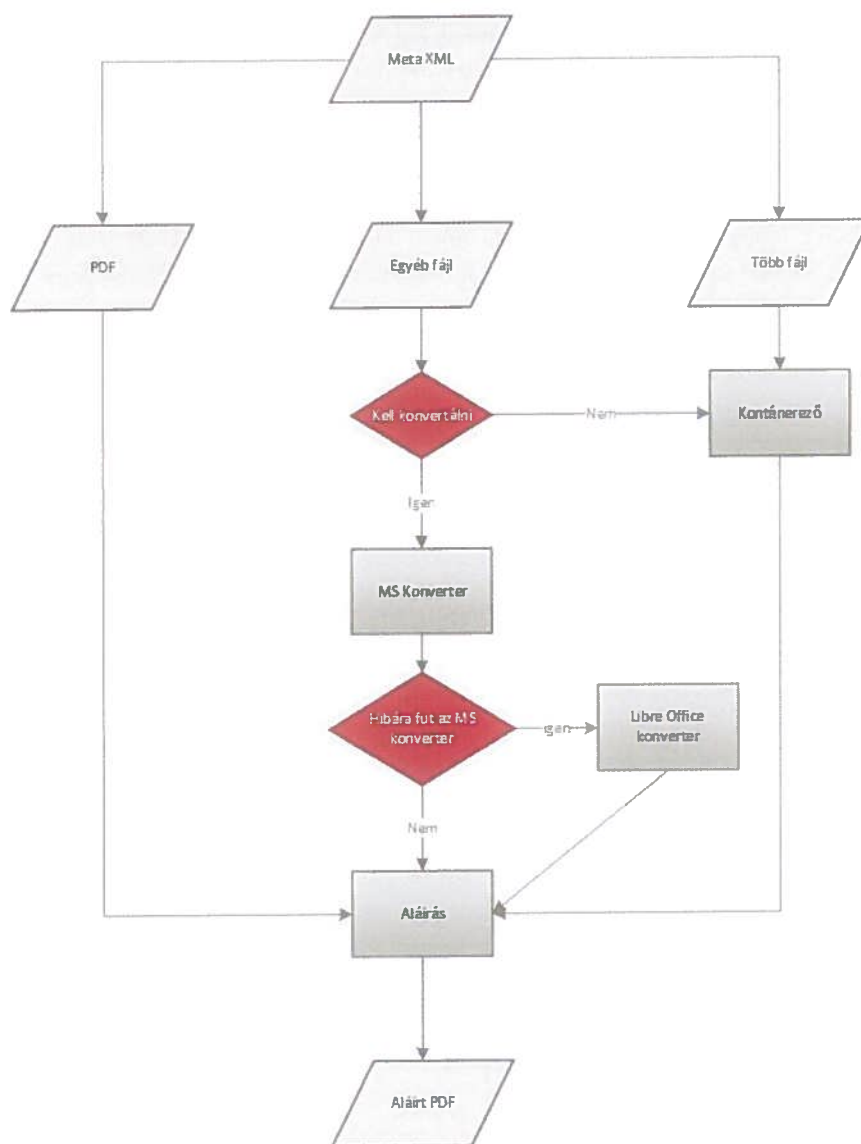 Meta XML
PDF
Egyéb fájl
Több fájl
Kell konvertálni
Nem
Konténerező
Igen
MS Konverter
Hibára fut az MS
konverter
Igen
Libre Office
konverter
Nem
Aláírás
Aláírt PDF